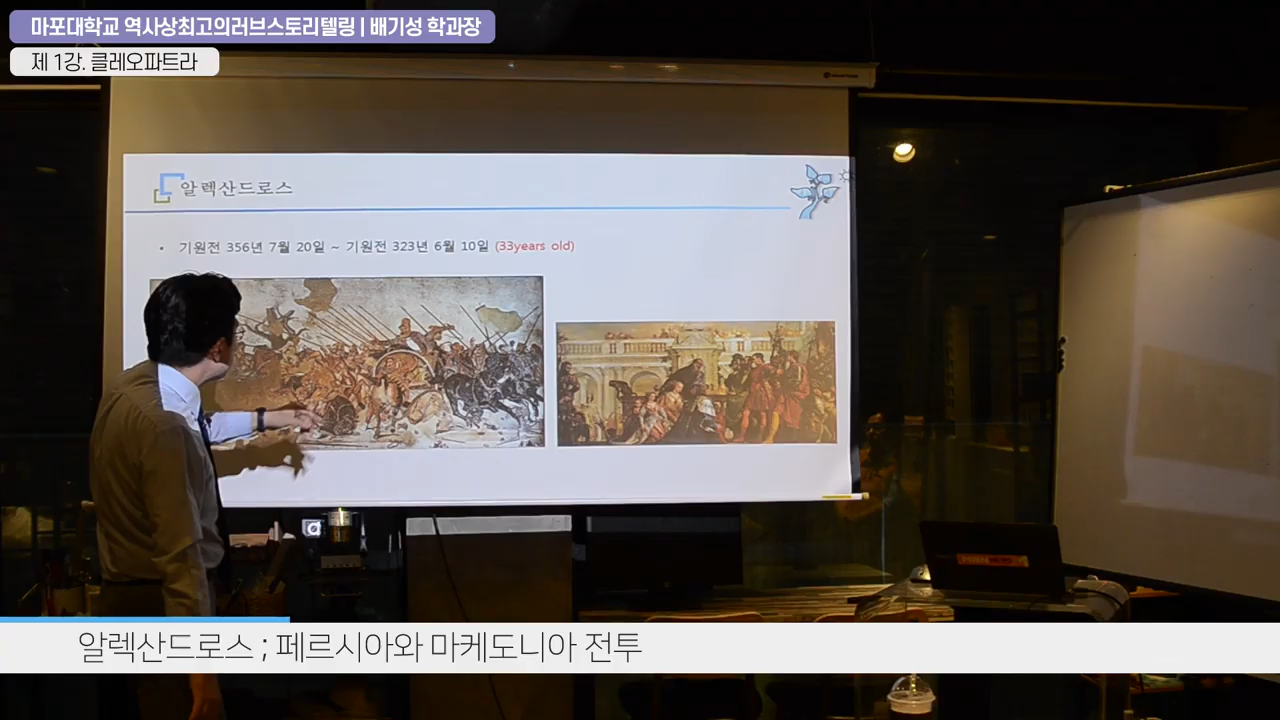 마포대학교 역사상최고의러브스토리텔링 | 배기성 학과장
제 1강. 클레오파트라
알렉산드로스
• 기원전 356년 7월 20일 ~ 기원전 323년 6월 10일 (33years old)
알렉산드로스 ; 페르시아와 마케도니아 전투